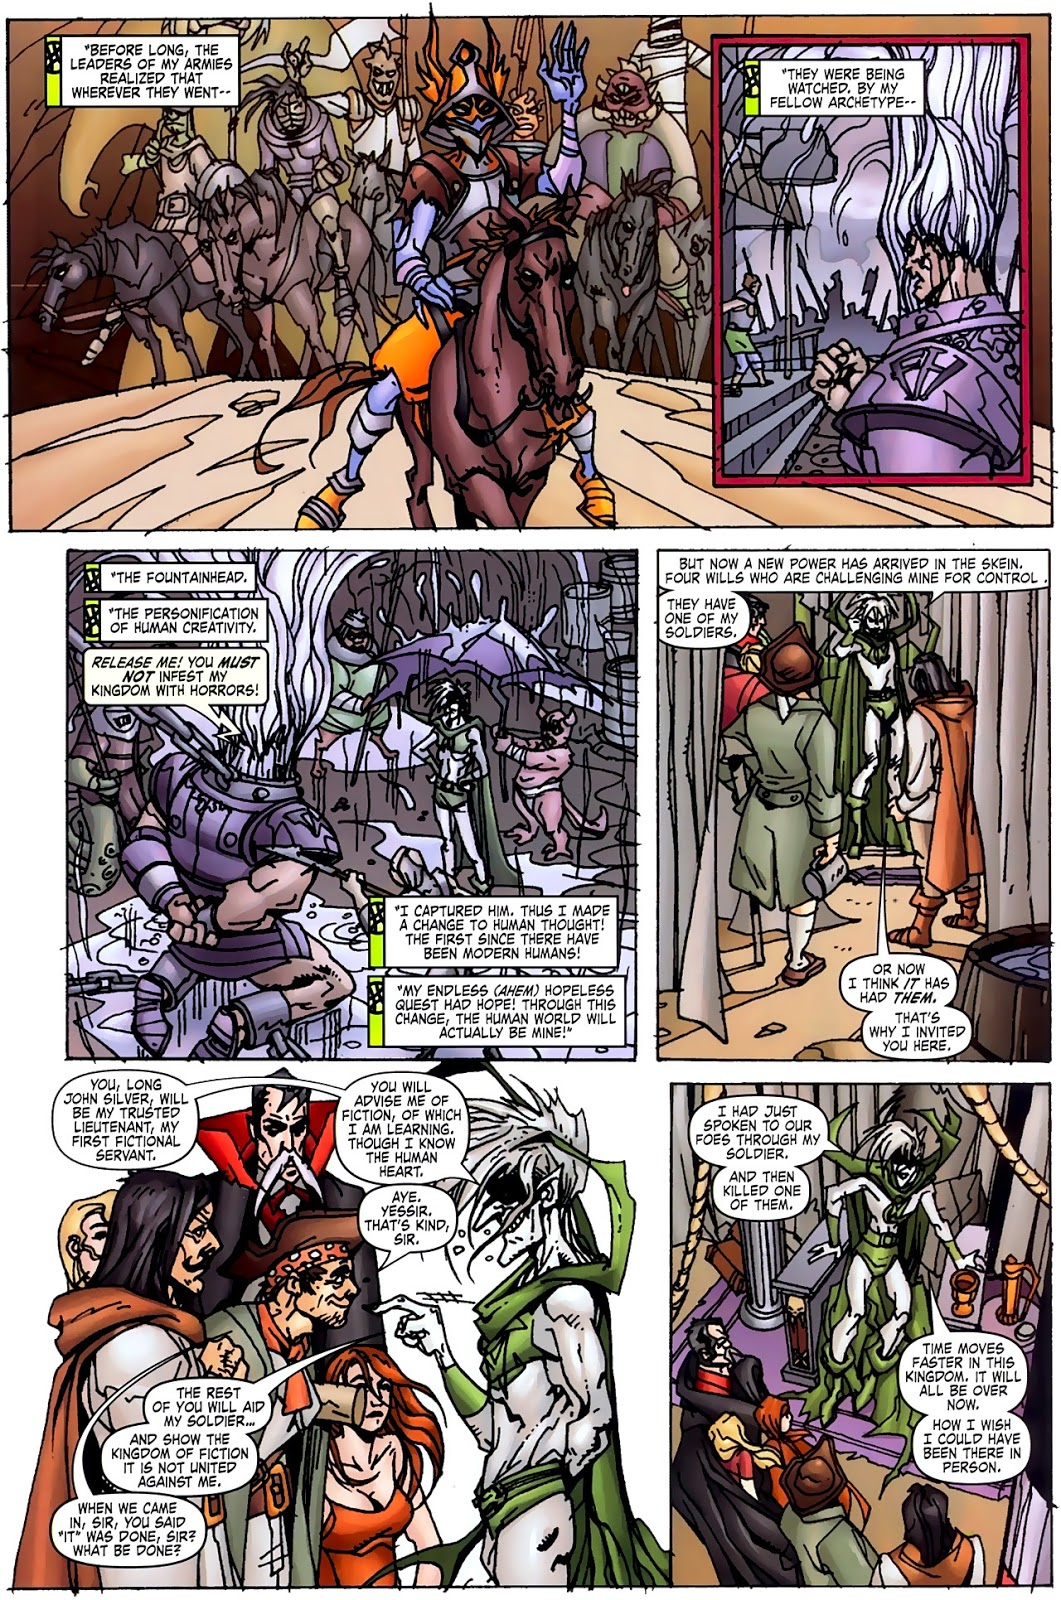 "BEFORE LONG, THE
LEADERS OF MY ARMIES
REALIZED THAT
WHEREVER THEY WENT--
"THEY WERE BEING
WATCHED. BY MY
FELLOW ARCHETYPE--
FH
"THE FOUNTAINHEAD.
"THE PERSONIFICATION
OF HUMAN CREATIVITY.
RELEASE ME! YOU MUST
NOT INFEST MY
KINGDOM WITH HORRORS!
"I CAPTURED HIM. THUS I MADE
A CHANGE TO HUMAN THOUGHT!
THE FIRST SINCE THERE HAVE
BEEN MODERN HUMANS!
"MY ENDLESS (AHEM) HOPELESS
QUEST HAD HOPE! THROUGH THIS
CHANGE, THE HUMAN WORLD WILL
ACTUALLY BE MINE!"
BUT NOW A NEW POWER HAS ARRIVED IN THE SKEIN.
FOUR WILLS WHO ARE CHALLENGING MINE FOR CONTROL .
THEY HAVE
ONE OF MY
SOLDIERS.
OR NOW
I THINK IT HAS
HAD THEM.
THAT'S
WHY I INVITED
YOU HERE.
YOU, LONG
JOHN SILVER, WILL
BE MY TRUSTED
LIEUTENANT, MY
FIRST FICTIONAL
SERVANT.
YOU WILL
ADVISE ME OF
FICTION, OF WHICH
I AM LEARNING.
THOUGH I KNOW
THE HUMAN
HEART.
AYE.
YESSIR.
THAT'S KIND,
SIR.
THE REST
OF YOU WILL AID
MY SOLDIER...
AND SHOW THE
KINGDOM OF FICTION
IT IS NOT UNITED
AGAINST ME.
WHEN WE CAME
IN, SIR, YOU SAID
"IT" WAS DONE, SIR?
WHAT BE DONE?
I HAD JUST
SPOKEN TO OUR
FOES THROUGH MY
SOLDIER.
AND THEN
KILLED ONE
OF THEM.
TIME MOVES
FASTER IN THIS
KINGDOM. IT WILL
ALL BE OVER
NOW.
HOW I WISH
I COULD HAVE
BEEN THERE IN
PERSON.